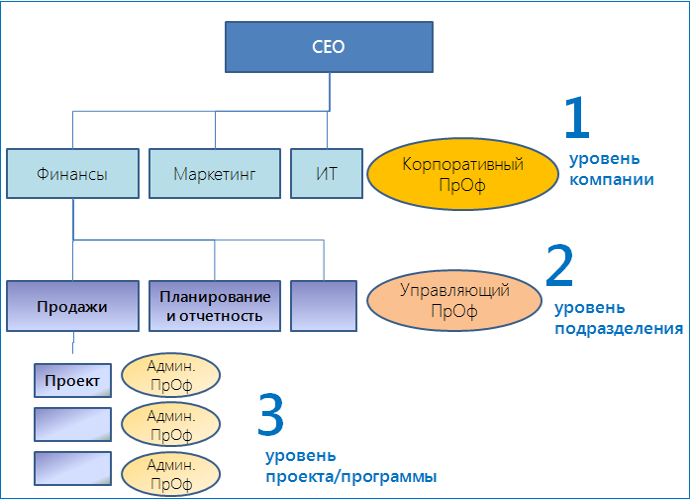 CEO
1
уровень
компании
Финансы
Маркетинг
ИТ
Корпоративный
ПрОф
2
уровень
подразделения
Продажи
Планирование
и отчетность
Управляющий
ПрОф
Проект
Админ.
ПрОф
Админ.
ПрОф
Админ.
ПрОф
3
уровень
проекта/программы